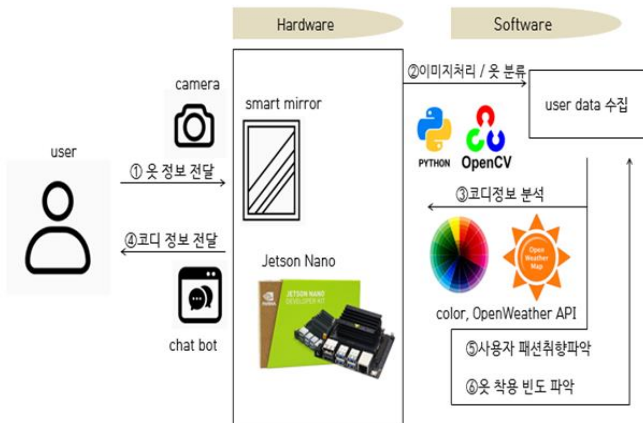 Hardware
Software
camera
smart mirror
②이미지처리 / 옷 분류
user data 수집
user
PYTHON
OpenCV
① 옷 정보 전달
③코디정보 분석
④코디 정보 전달
Open
Weather
Map
Jetson Nano
JETSON NANO
DEVELOPER KIT
color, OpenWeather API
chat bot
⑤사용자 패션취향파악
⑥옷 착용 빈도 파악